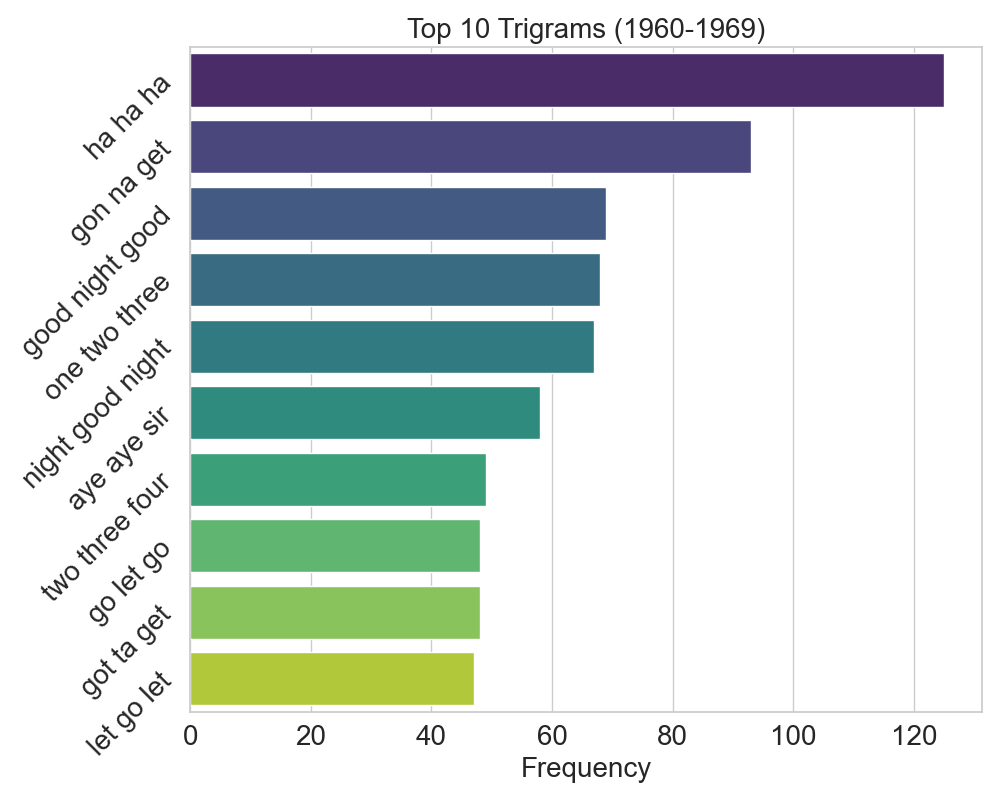 Top 10 Trigrams (1960-1969)
ha ha ha
gon na get
good night good
one two three
night good night
aye aye sir
two three four
go let go
got ta get
let go let
0 20 40 60 80 100 120
Frequency